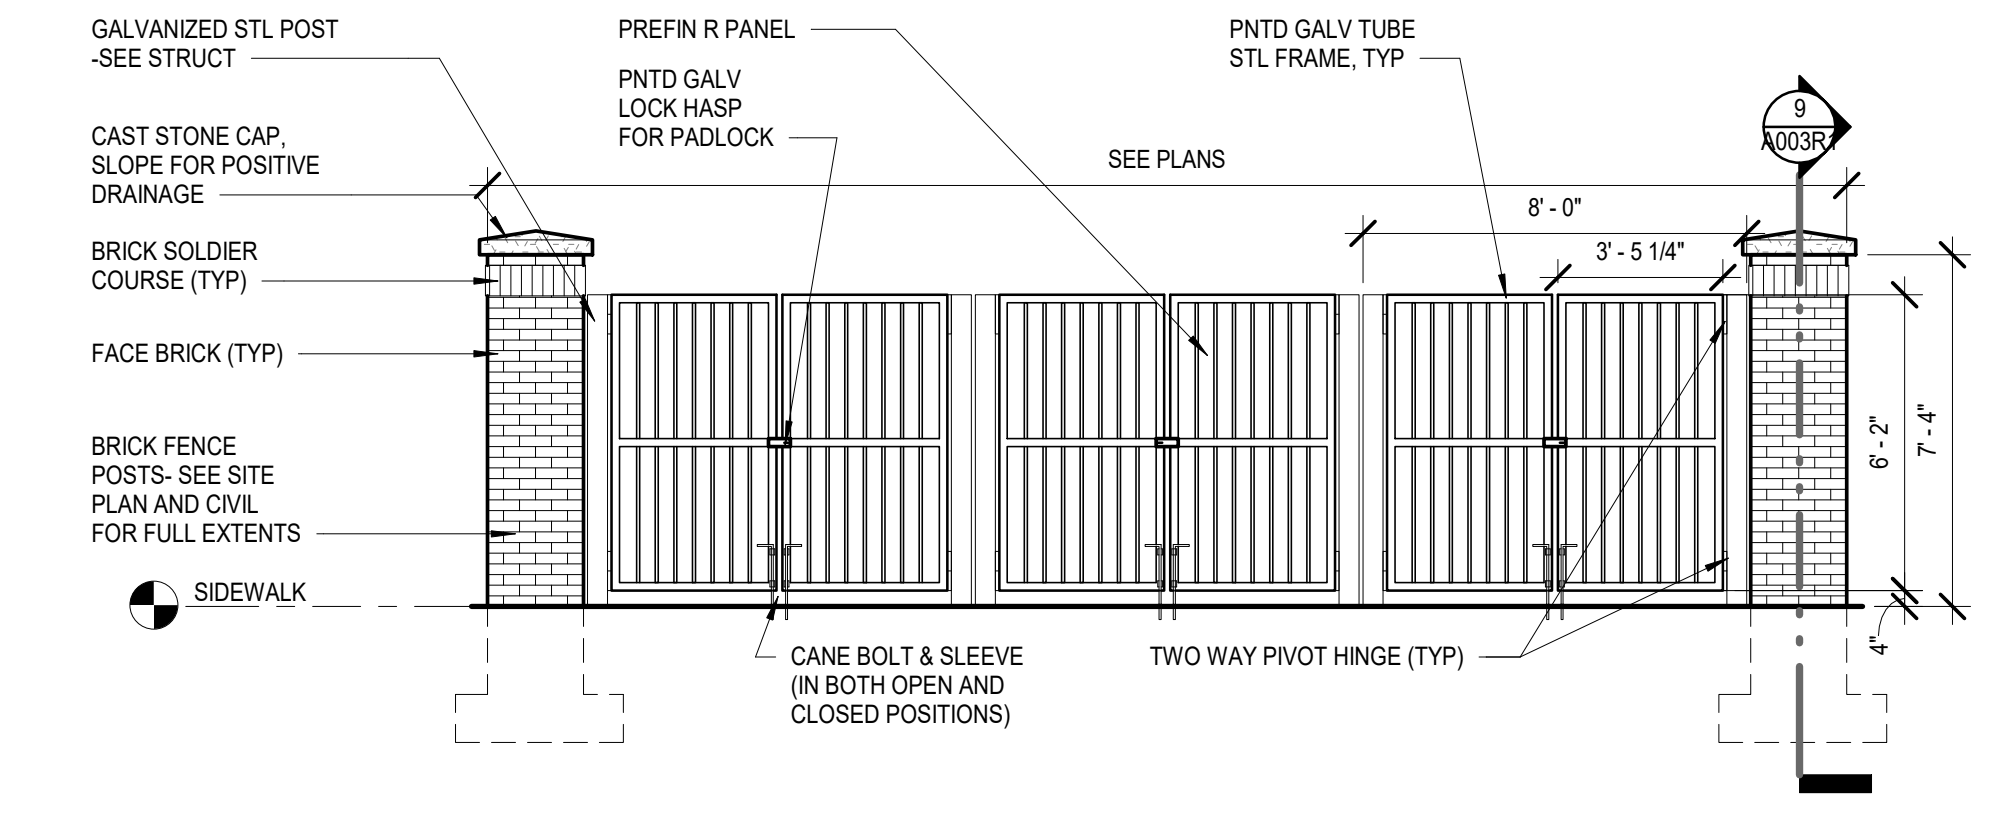 GALVANIZED STL POST
-SEE STRUCT
CAST STONE CAP,
SLOPE FOR POSITIVE
DRAINAGE
BRICK SOLDIER
COURSE (TYP)
FACE BRICK (TYP)
BRICK FENCE
POSTS- SEE SITE
PLAN AND CIVIL
FOR FULL EXTENTS
SIDEWALK
PREFIN R PANEL
PNTD GALV
LOCK HASP
FOR PADLOCK
PNTD GALV TUBE
STL FRAME, TYP
SEE PLANS
9
A003R1
8' - 0"
3' - 5 1/4"
6' - 2"
7' - 4"
4"
CANE BOLT & SLEEVE
(IN BOTH OPEN AND
CLOSED POSITIONS)
TWO WAY PIVOT HINGE (TYP)